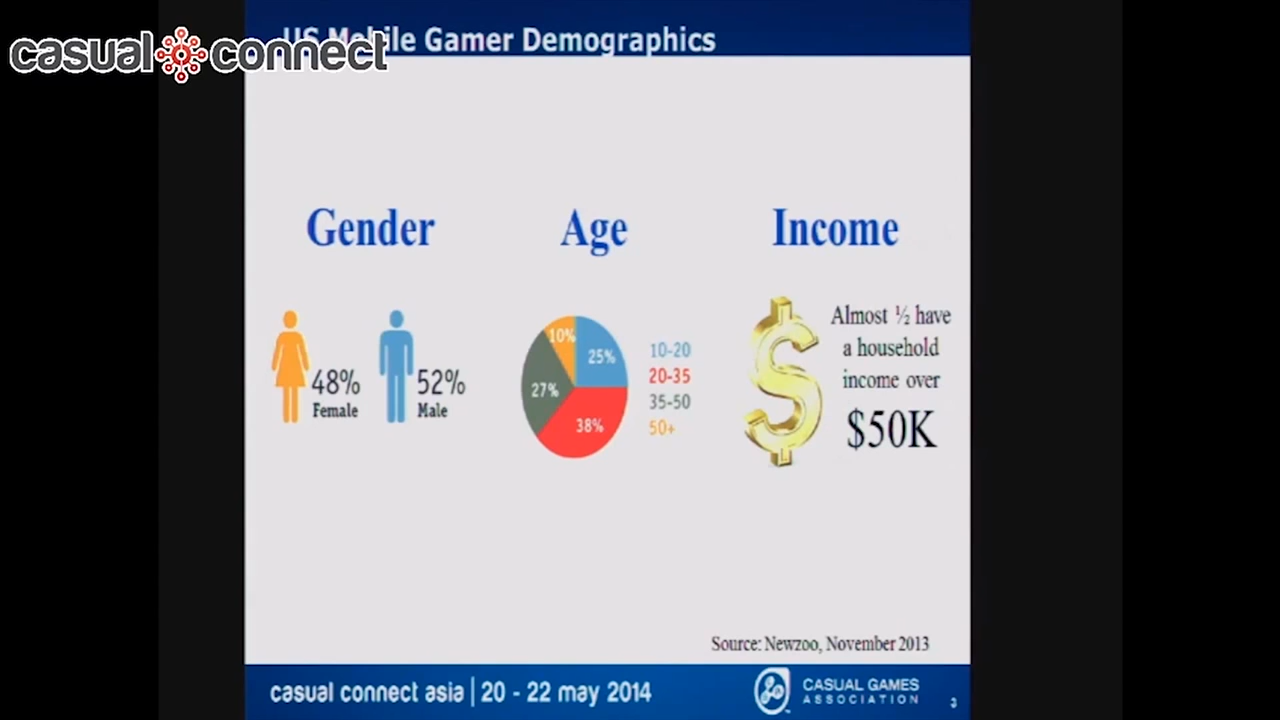 casual connect
US Mobile Gamer Demographics
Gender
Age
Income
48%
Female
52%
Male
10%
25%
27%
38%
10-20
20-35
35-50
50+
Almost ½ have
a household
income over
$50K
Source: Newzoo, November 2013
casual connect asia | 20 - 22 may 2014
CASUAL GAMES
ASSOCIATION
3